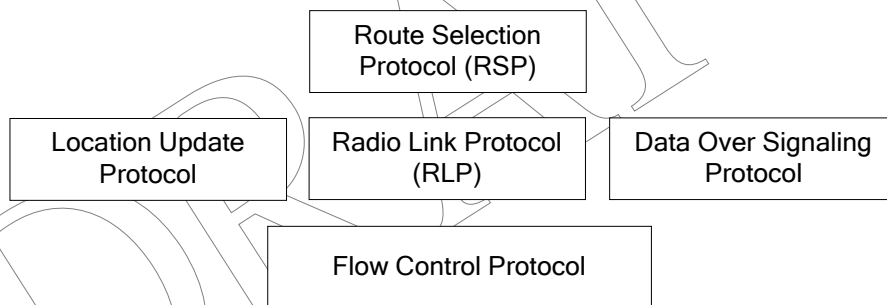 Route Selection
Protocol (RSP)
Location Update
Protocol
Radio Link Protocol
(RLP)
Data Over Signaling
Protocol
Flow Control Protocol